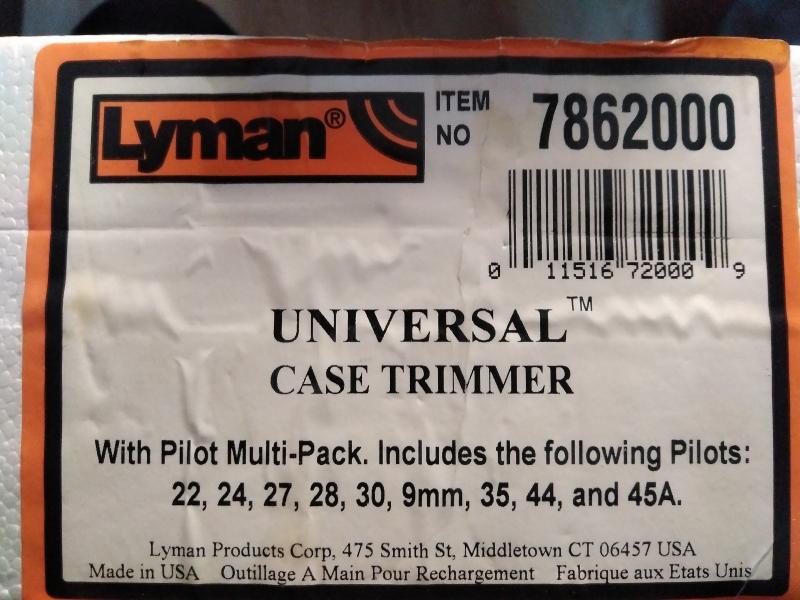 Lyman® ITEM NO 7862000
0 11516 72000 9
UNIVERSAL™
CASE TRIMMER
With Pilot Multi-Pack. Includes the following Pilots:
22, 24, 27, 28, 30, 9mm, 35, 44, and 45A.
Lyman Products Corp, 475 Smith St, Middletown CT 06457 USA
Made in USA Outillage A Main Pour Rechargement Fabrique aux Etats Unis